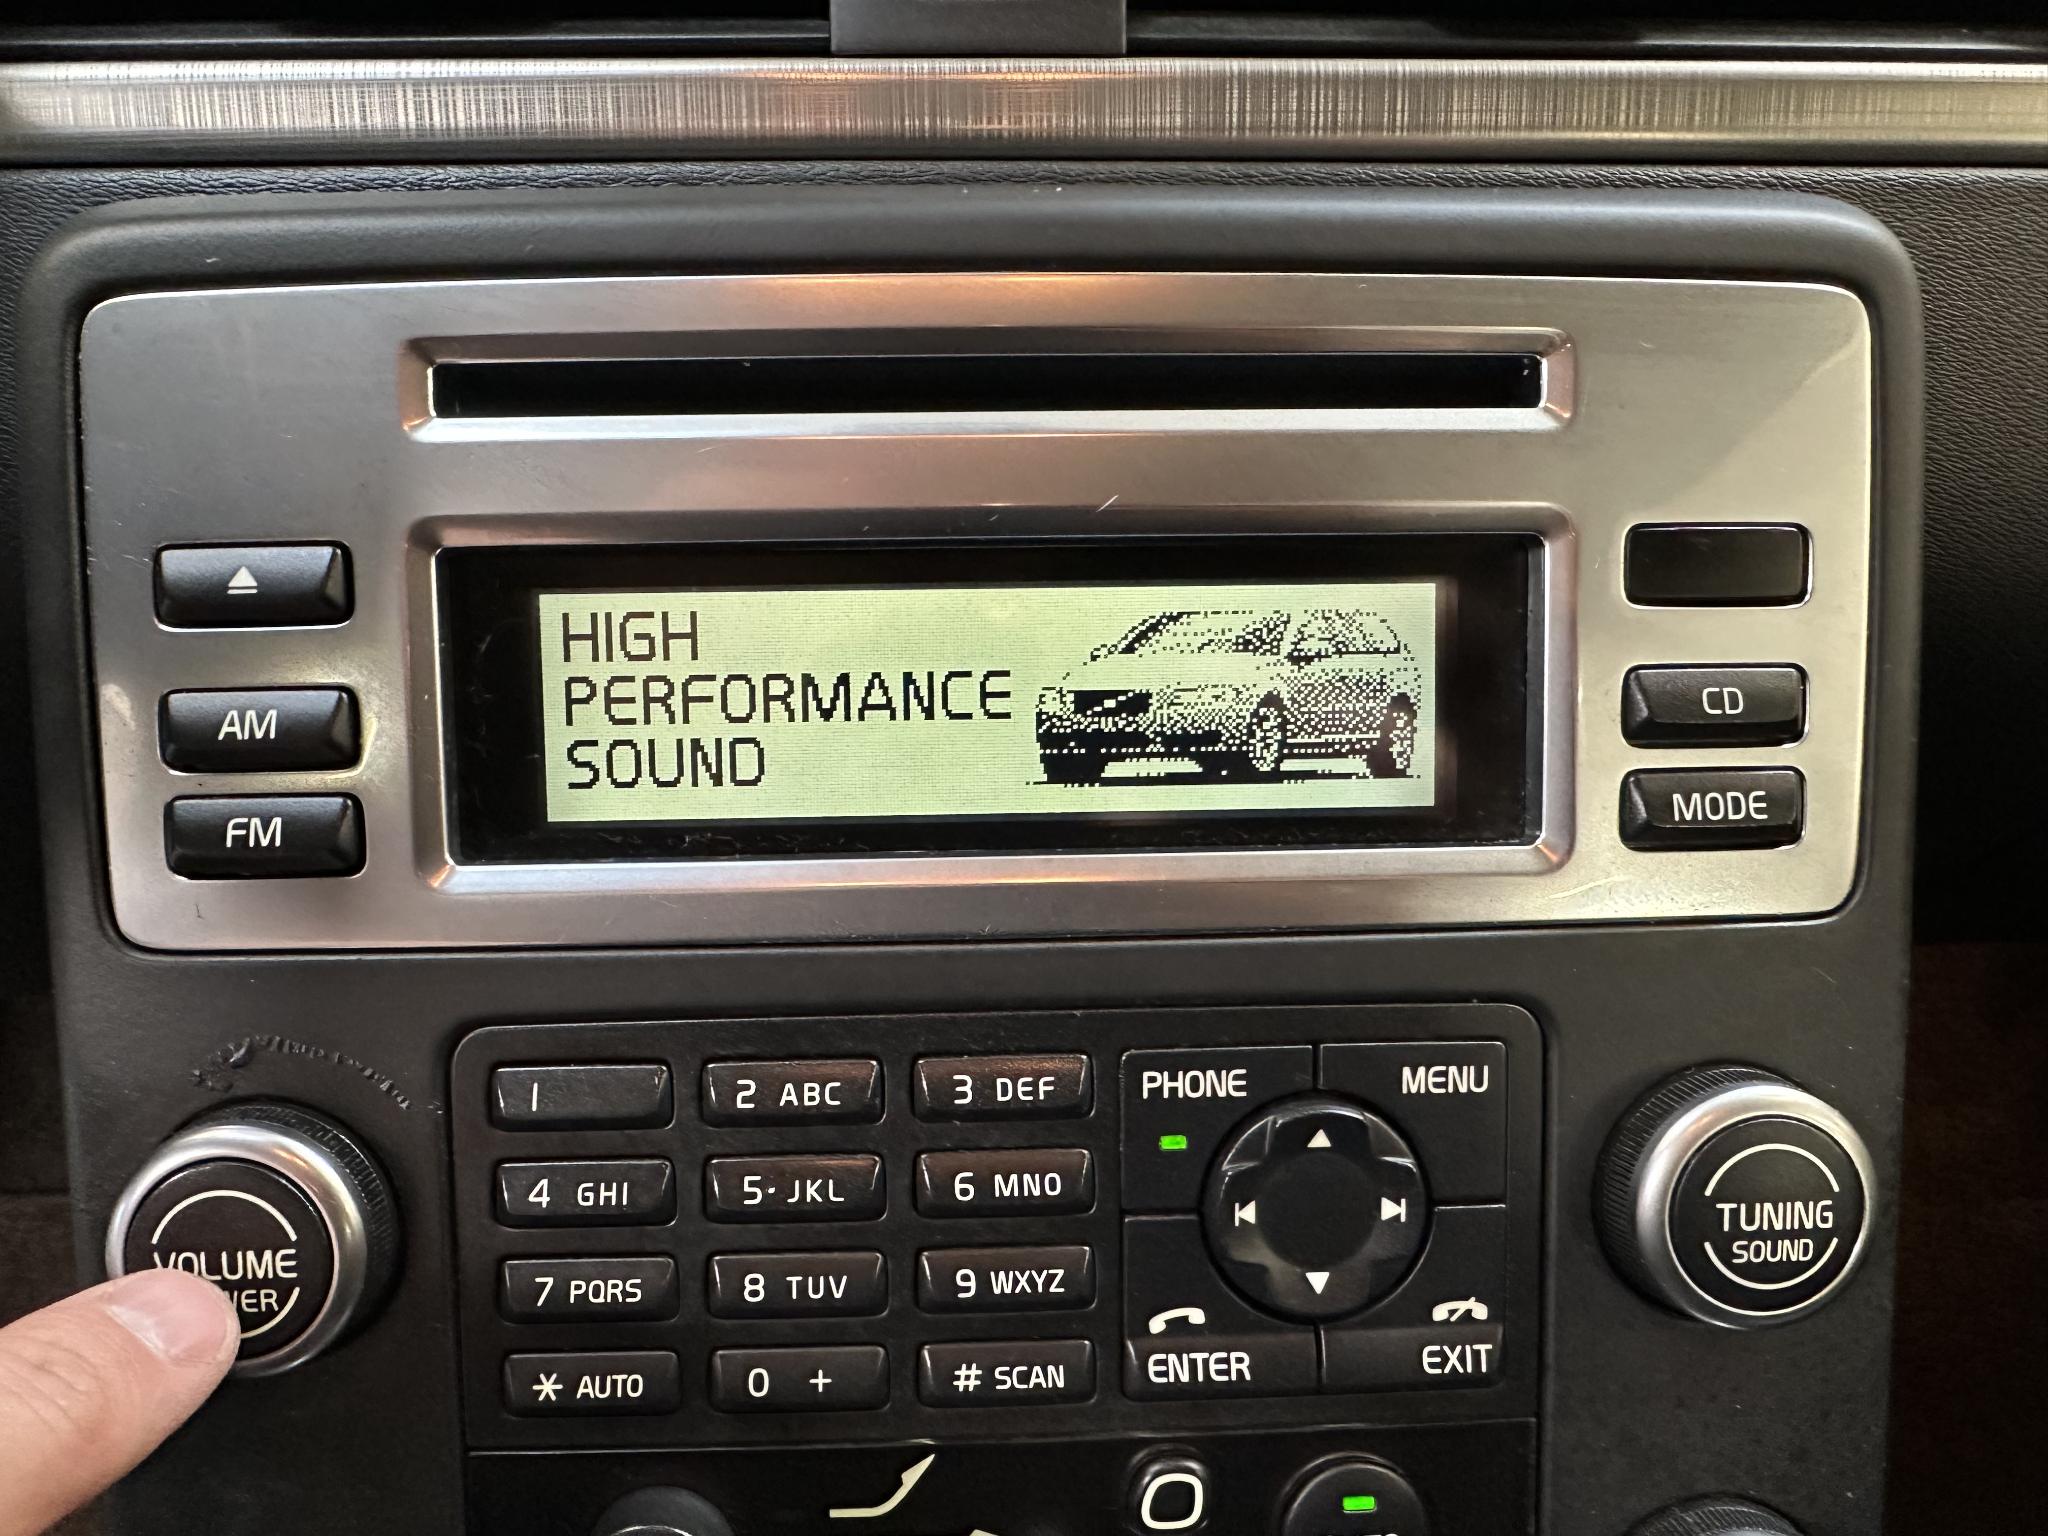 HIGH
PERFORMANCE
SOUND
AM
FM
CD
MODE
VOLUME
1
2 ABC
3 DEF
4 GHI
5 JKL
6 MNO
7 PQRS
8 TUV
9 WXYZ
* AUTO
0 +
# SCAN
PHONE
MENU
ENTER
EXIT
TUNING
SOUND